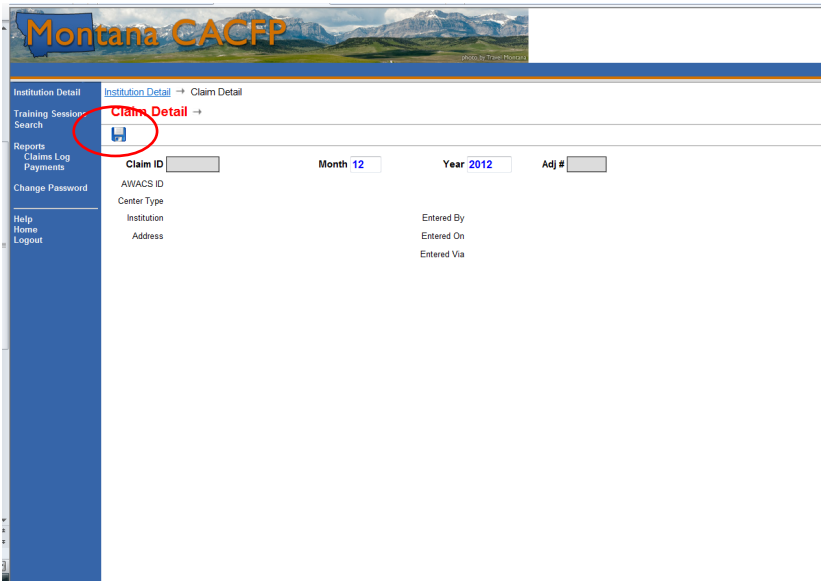 Montana CACFP
photo by Travel Montana
Institution Detail
Training Sessions
Search
Reports
Claims Log
Payments
Change Password
Help
Home
Logout
Institution Detail → Claim Detail
Claim Detail →
Claim ID Month 12 Year 2012 Adj #
AWACS ID
Center Type
Institution Entered By
Address Entered On
Entered Via